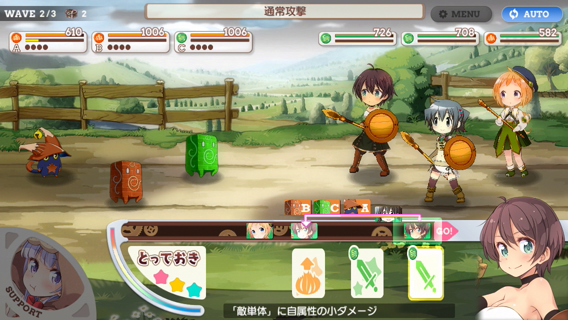 WAVE 2/3 2
通常攻撃
MENU
AUTO
610 1006 1006 726 708 582
A B C
B C A
GO!
とっておき
SUPPORT
「敵単体」に自属性の小ダメージ